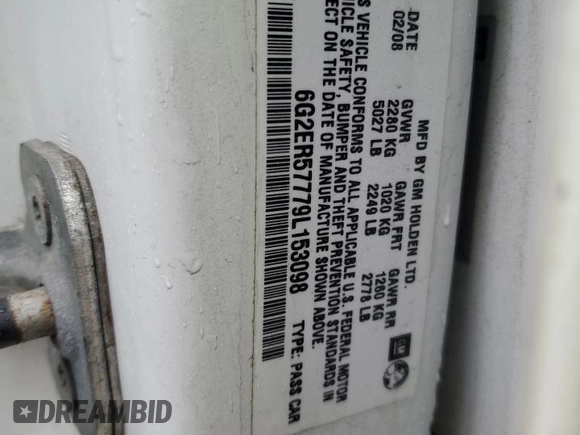 MFD BY GM HOLDEN LTD.
DATE GVWR GAWR FRT GAWR RR
02/08 2280 KG 1020 KG 1260 KG
5027 LB 2249 LB 2778 LB
VEHICLE CONFORMS TO ALL APPLICABLE U.S. FEDERAL MOTOR
VEHICLE SAFETY, BUMPER AND THEFT PREVENTION STANDARDS IN
ECT ON THE DATE OF MANUFACTURE SHOWN ABOVE.
6G2ER57779L153098 TYPE: PASS CAR
GM
DREAMBID